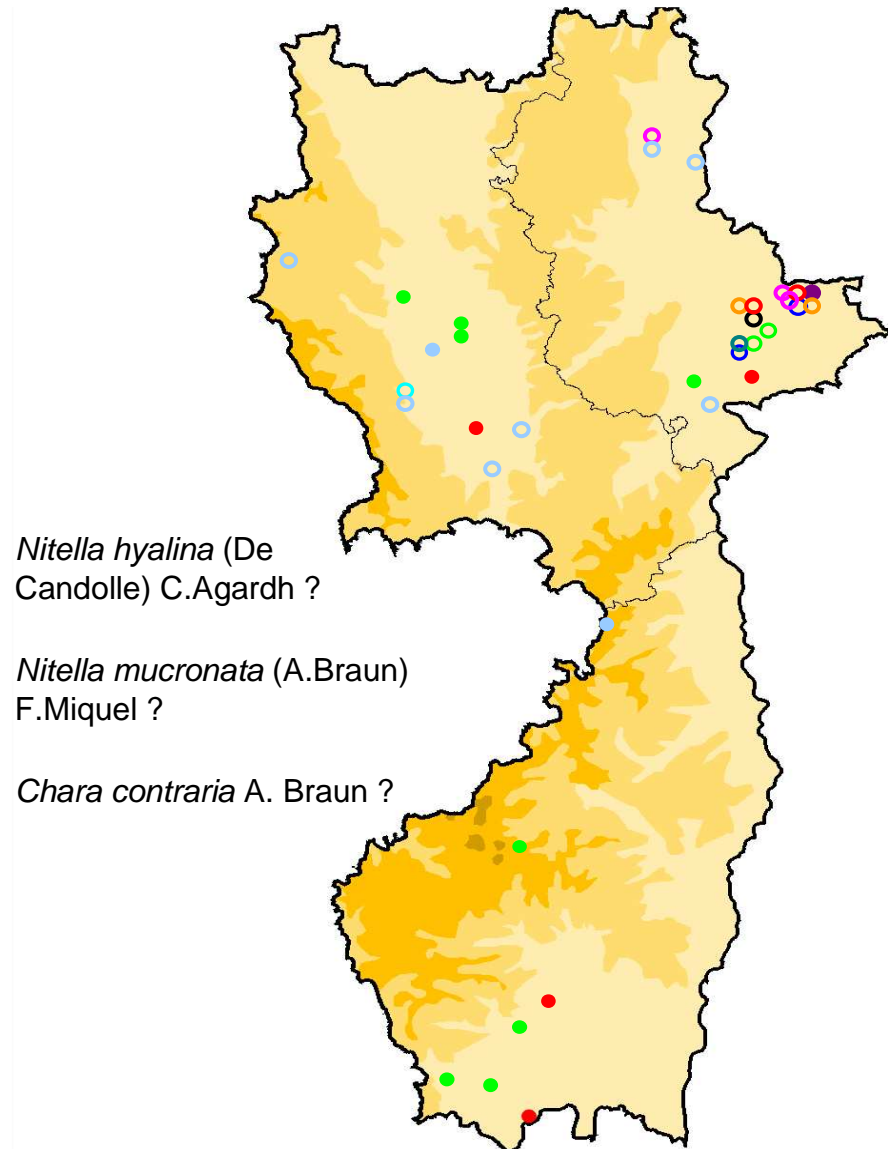 Nitella hyalina (De
Candolle) C.Agardh ?
Nitella mucronata (A.Braun)
F.Miquel ?
Chara contraria A. Braun ?